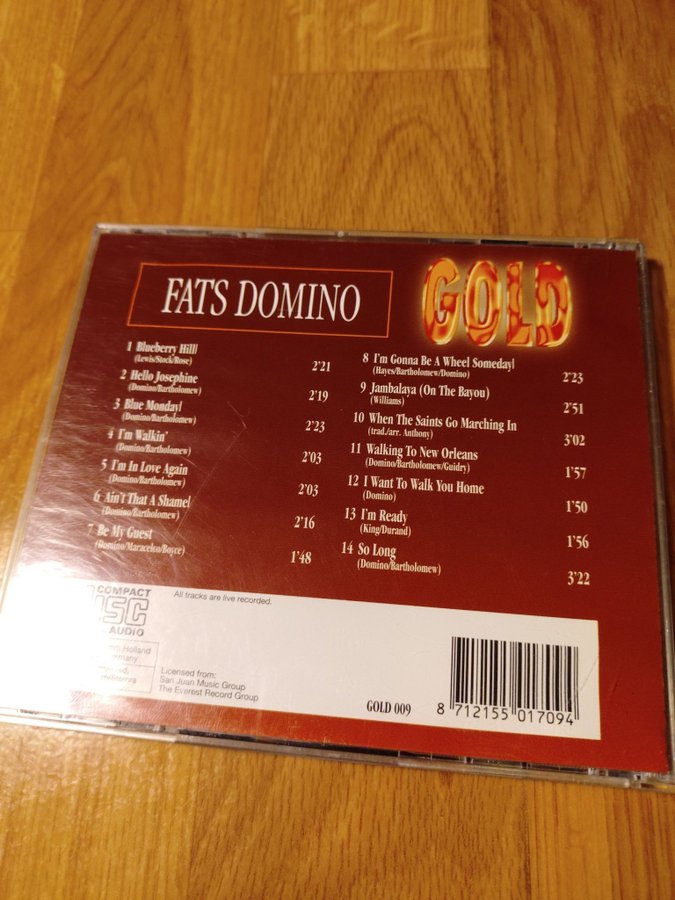 FATS DOMINO
GOLD
1 Blueberry Hill
(Lewis/Stock/Rose)
2'21
2 Hello Josephine
(Domino/Bartholomew)
2'19
3 Blue Monday!
(Domino/Bartholomew)
2'23
4 I'm Walkin'
(Domino/Bartholomew)
2'03
5 I'm In Love Again
(Domino/Bartholomew)
2'03
6 Ain't That A Shame!
(Domino/Bartholomew)
2'16
7 Be My Guest
(Domino/Maracelco/Boyce)
1'48
8 I'm Gonna Be A Wheel Someday!
(Hayes/Bartholomew/Domino)
2'23
9 Jambalaya (On The Bayou)
(Williams)
2'51
10 When The Saints Go Marching In
(trad./arr. Anthony)
3'02
11 Walking To New Orleans
(Domino/Bartholomew/Guidry)
1'57
12 I Want To Walk You Home
(Domino)
1'50
13 I'm Ready
(King/Durand)
1'56
14 So Long
(Domino/Bartholomew)
3'22
COMPACT
DISC
AUDIO
All tracks are live recorded.
Holland
Licensed from:
San Juan Music Group
The Everest Record Group
GOLD 009
8 712155 017094